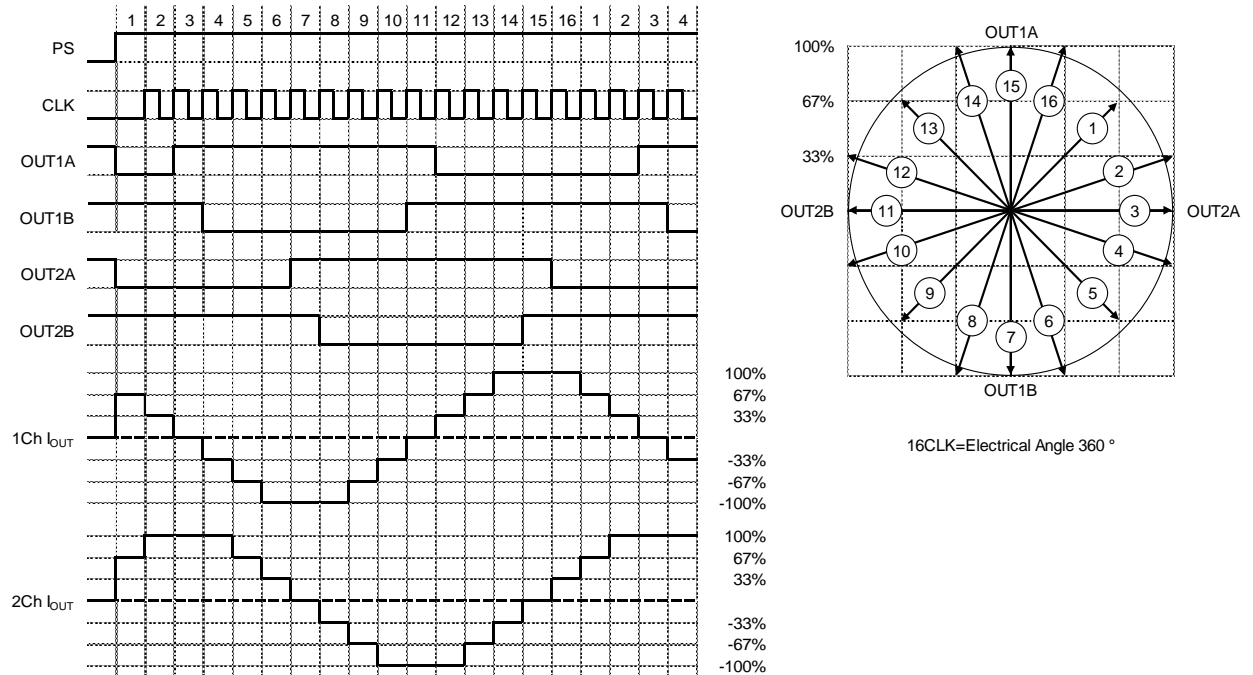 1 2 3 4 5 6 7 8 9 10 11 12 13 14 15 16 1 2 3 4
PS
CLK
OUT1A
OUT1B
OUT2A
OUT2B
100%
67%
33%
1Ch IOUT
-33%
-67%
-100%
100%
67%
33%
2Ch IOUT
-33%
-67%
-100%
OUT1A
100%
67%
33%
15
14
16
13
1
12
2
OUT2B
11
3
OUT2A
10
4
9
5
8
6
7
OUT1B
16CLK=Electrical Angle 360 °